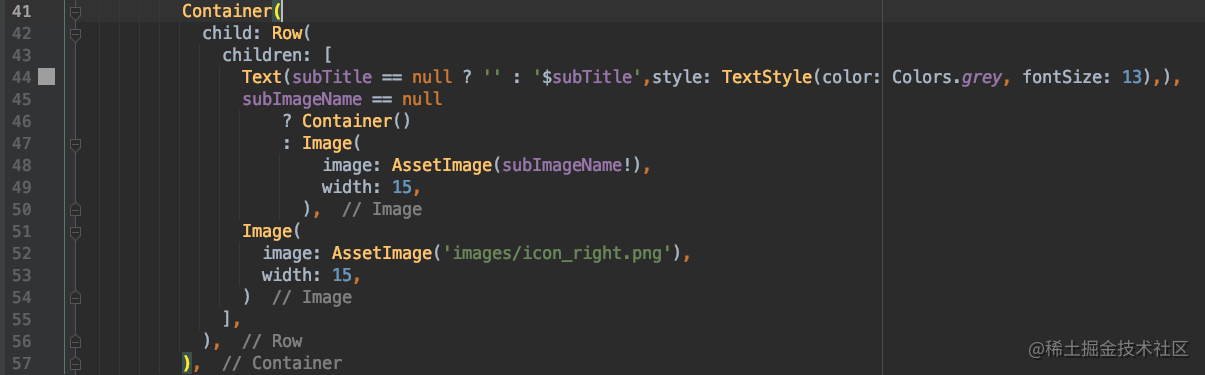 41 Container(
42 child: Row(
43 children: [
44 Text(subTitle == null ? '' : '$subTitle',style: TextStyle(color: Colors.grey, fontSize: 13),),
45 subImageName == null
46 ? Container()
47 : Image(
48 image: AssetImage(subImageName!),
49 width: 15,
50 ), // Image
51 Image(
52 image: AssetImage('images/icon_right.png'),
53 width: 15,
54 ) // Image
55 ],
56 ), // Row
57 ), // Container
@稀土掘金技术社区